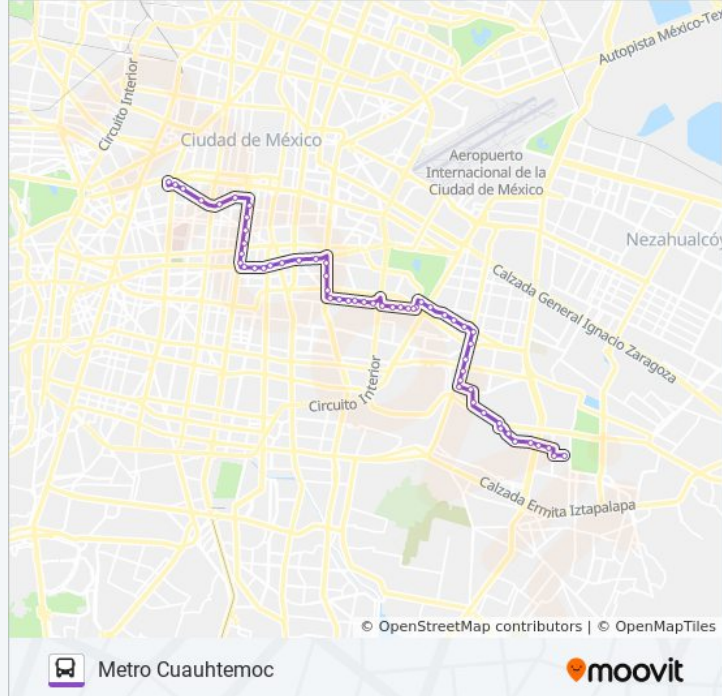 Autopista México-Tex
Circuito Interior
Ciudad de México
Aeropuerto
Internacional de la
Ciudad de México
Nezahualcóy
Calzada General Ignacio Zaragoza
Circuito Interior
Calzada Ermita Iztapalapa
© OpenStreetMap contributors | © OpenMapTiles
Metro Cuauhtemoc
moovit